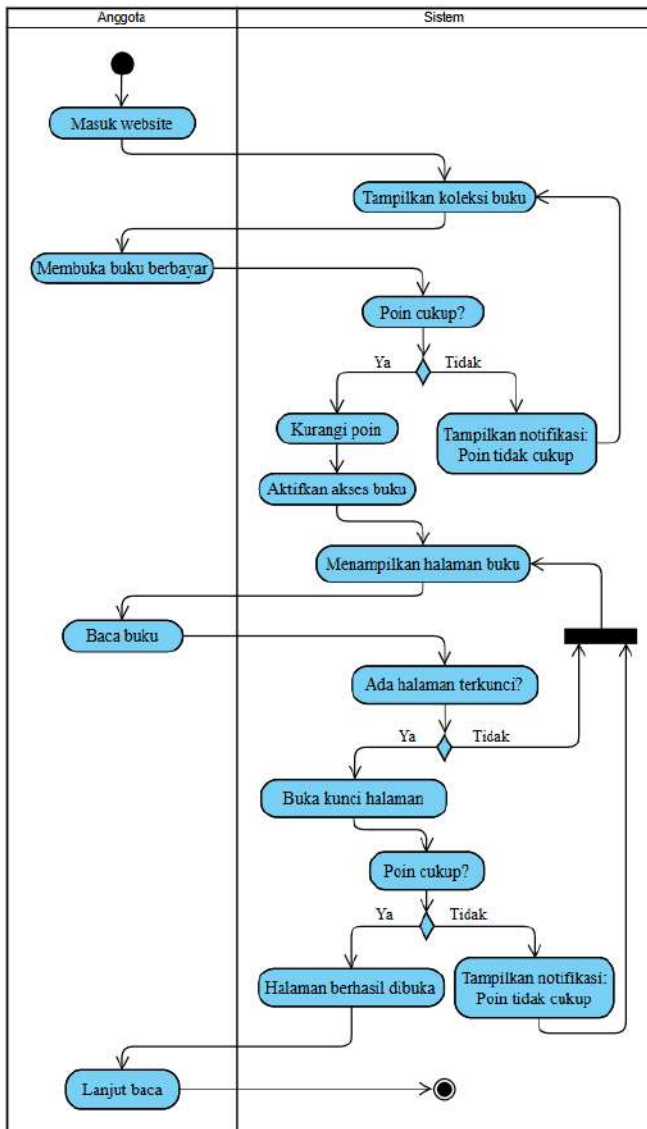 Anggota
Sistem
Masuk website
Tampilkan koleksi buku
Membuka buku berbayar
Poin cukup?
Ya
Tidak
Kurangi poin
Tampilkan notifikasi:
Poin tidak cukup
Aktifkan akses buku
Menampilkan halaman buku
Baca buku
Ada halaman terkunci?
Ya
Tidak
Buka kunci halaman
Poin cukup?
Ya
Tidak
Halaman berhasil dibuka
Tampilkan notifikasi:
Poin tidak cukup
Lanjut baca